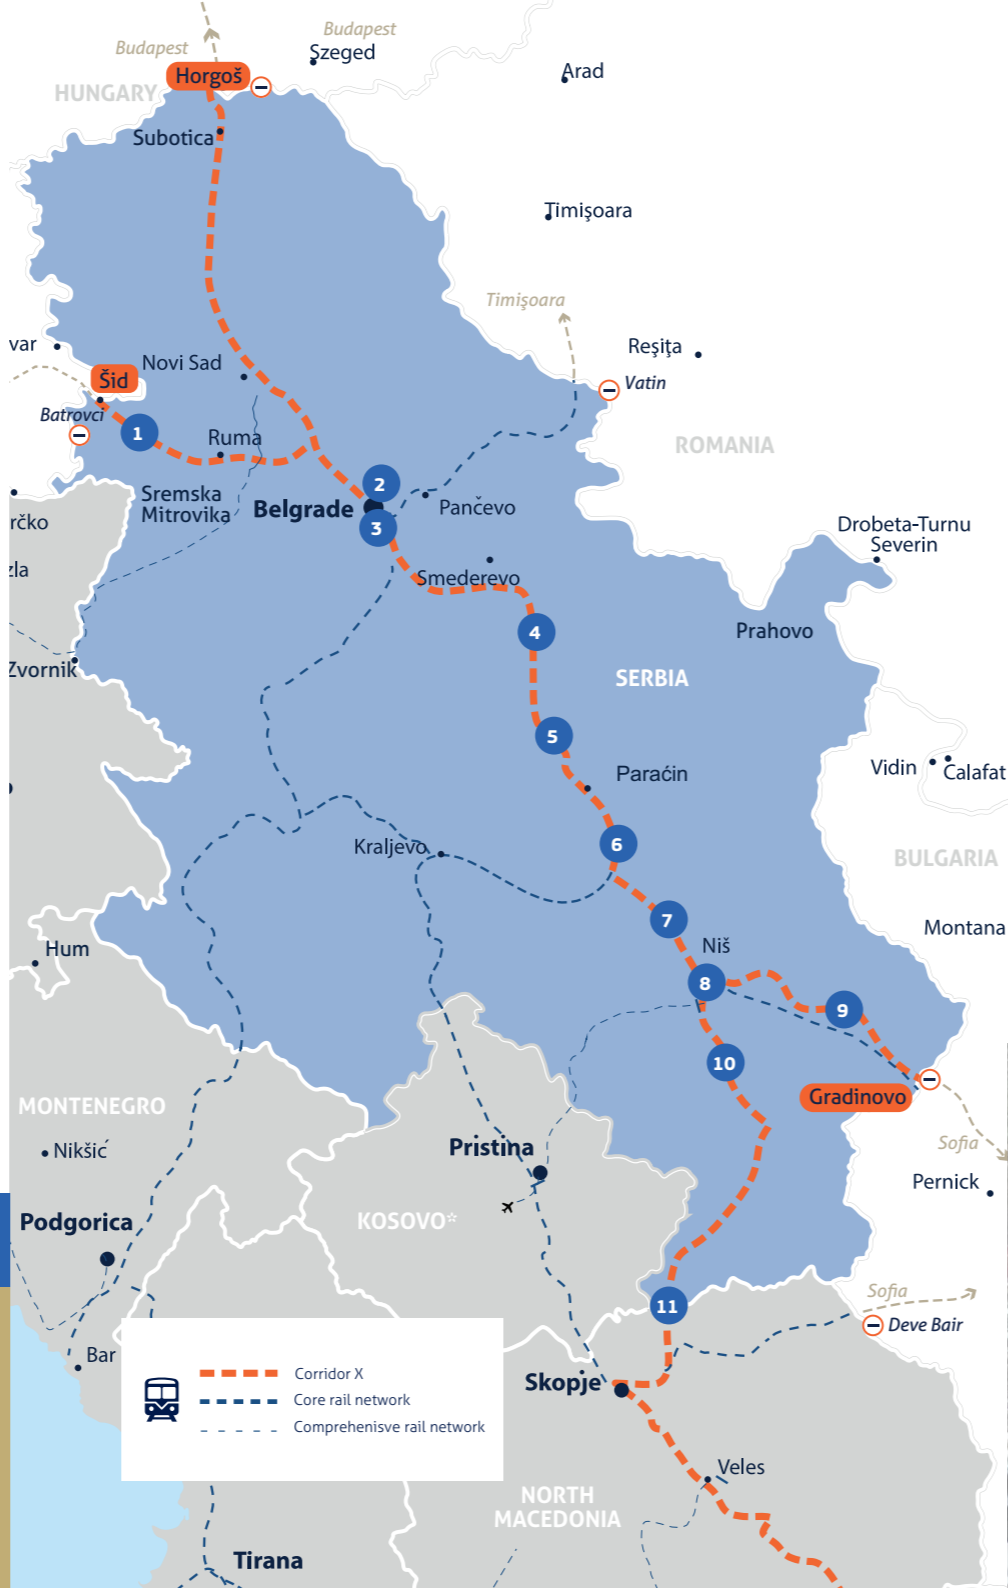 Budapest
Budapest
Szeged
Horgoš
HUNGARY
Arad
Subotica
Timişoara
Timişoara
var
Novi Sad
Reşiţa
Vatin
Šid
Batrovci
1
Ruma
ROMANIA
2
Sremska
Mitrovika
Belgrade
Pančevo
3
rčko
Drobeta-Turnu
Severin
zla
Smederevo
4
Prahovo
Zvornik
SERBIA
5
Vidin
Calafat
Paraćin
6
Kraljevo
BULGARIA
7
Montana
Niš
Hum
8
9
10
Gradinovo
MONTENEGRO
Sofia
Nikšić
Pristina
Pernick
Podgorica
KOSOVO☆
Sofia
11
Deve Bair
Bar
Skopje
Corridor X
Core rail network
Comprehenisve rail network
Veles
NORTH
MACEDONIA
Tirana